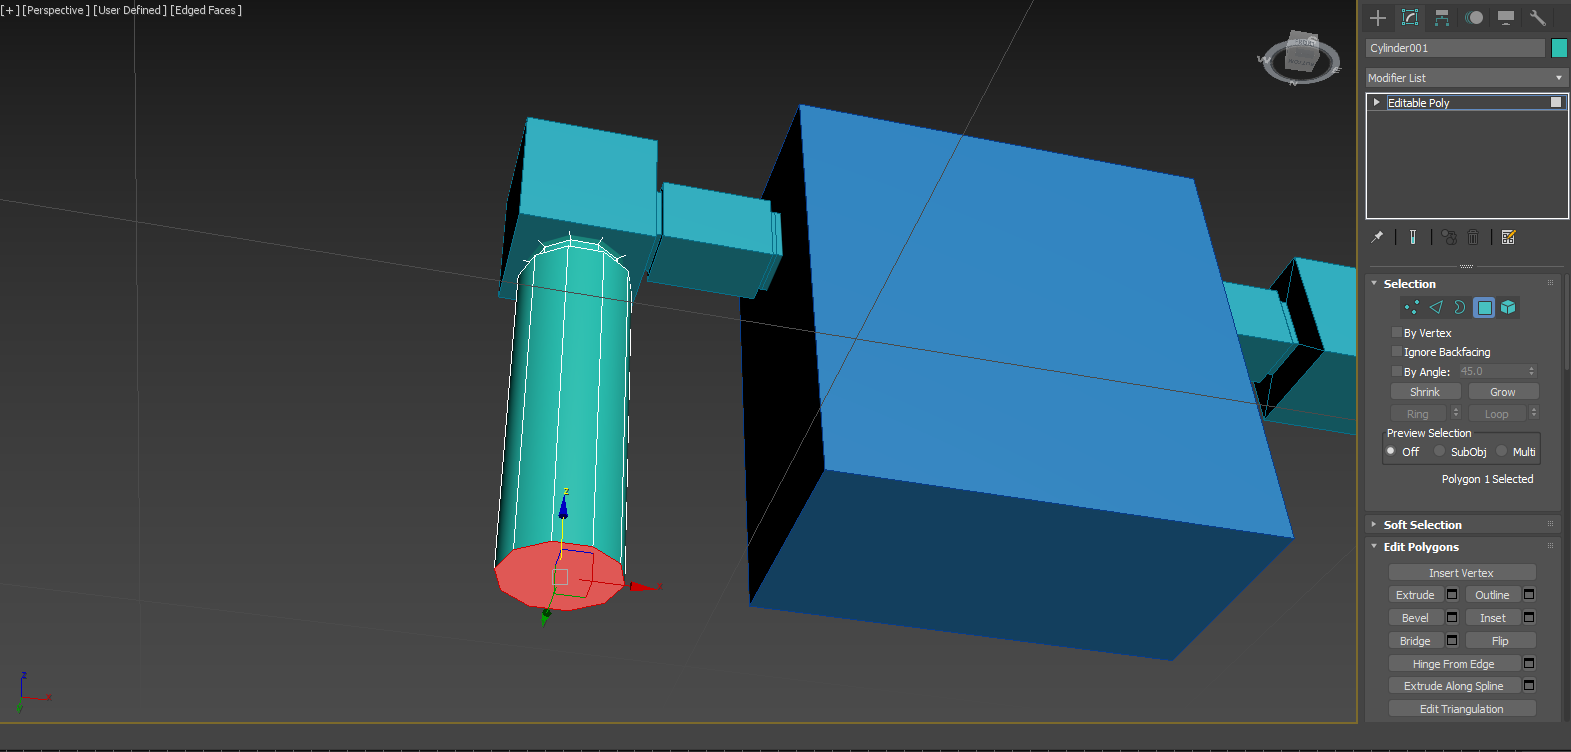 [+] [Perspective] [User Defined] [Edged Faces]
Cylinder001
Modifier List
Editable Poly
Selection
By Vertex
Ignore Backfacing
By Angle: 45.0
Shrink Grow
Ring Loop
Preview Selection
Off SubObj Multi
Polygon 1 Selected
Soft Selection
Edit Polygons
Insert Vertex
Extrude Outline
Bevel Inset
Bridge Flip
Hinge From Edge
Extrude Along Spline
Edit Triangulation
W
N
E
z
x
z
x